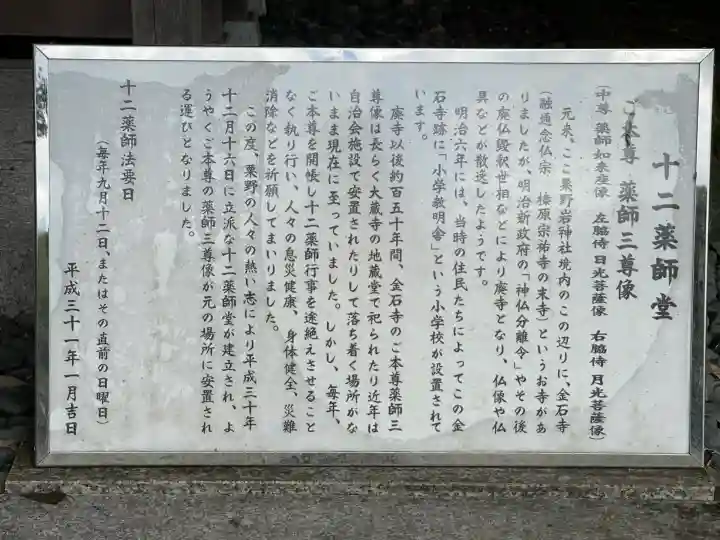 十二薬師堂
ご本尊 薬師三尊像
(中尊 薬師如来座像 左脇侍 日光菩薩像 右脇侍 月光菩薩像)
元来、ここ粟野岩神社境内のこの辺りに、金石寺
(融通念仏宗 榛原宗祐寺の末寺)というお寺があ
りましたが、明治新政府の「神仏分離令」やその後
の廃仏毀釈世相などにより廃寺となり、仏像や仏
具などが散逸したようです。
明治六年には、当時の住民たちによってこの金
石寺跡に「小学教明舎」という小学校が設置されて
います。
廃寺以後約百五十年間、金石寺のご本尊薬師三
尊像は長らく大蔵寺の地蔵堂で祀られたり近年は
自治会施設で安置されたりして落ち着く場所がな
いまま現在に至っていました。しかし、毎年、
ご本尊を開帳し十二薬師行事を途絶えさせること
なく執り行い、人々の息災健康、身体健全、災難
消除などを祈願してまいりました。
この度、粟野の人々の熱い志により平成三十年
十二月十六日に立派な十二薬師堂が建立され、よ
うやくご本尊の薬師三尊像が元の場所に安置され
る運びとなりました。
十二薬師法要日
(毎年九月十二日、またはその直前の日曜日)
平成三十一年一月吉日